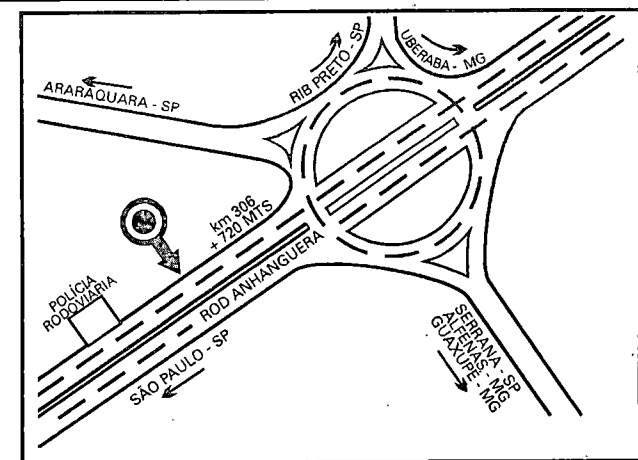 RIB PRETO - SP
UBERABA - MG
ARARAQUARA - SP
km 306
+ 720 MTS
POLÍCIA
RODOVIÁRIA
ROD ANHANGUERA
SÃO PAULO - SP
SERRANA - SP
ALFENAS - MG
GUAXUPÉ - MG